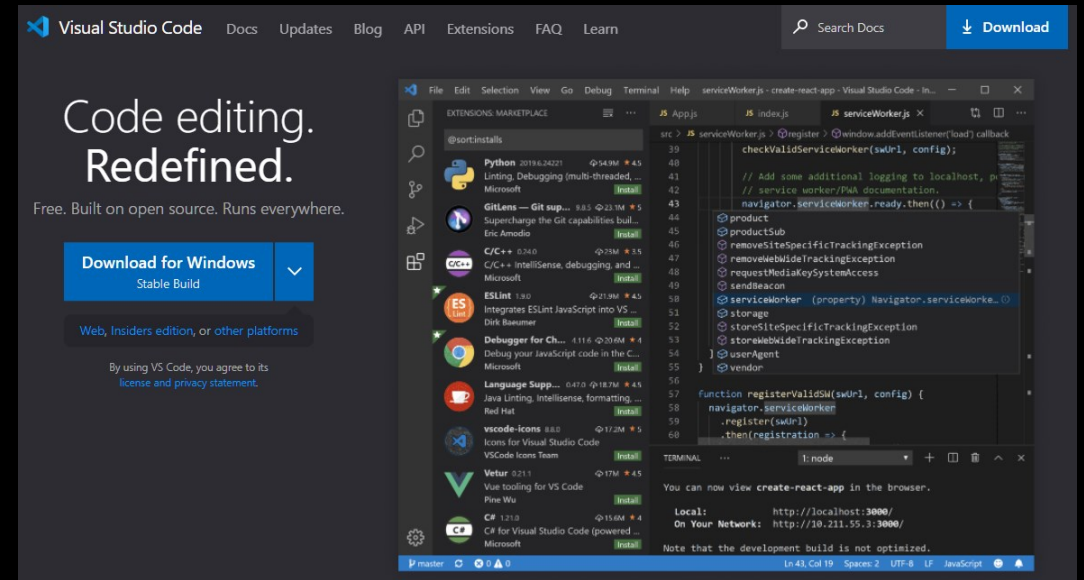 Visual Studio Code Docs Updates Blog API Extensions FAQ Learn Search Docs Download
Code editing.
Redefined.
Free. Built on open source. Runs everywhere.
Download for Windows
Stable Build
Web, Insiders edition, or other platforms
By using VS Code, you agree to its
license and privacy statement.
File Edit Selection View Go Debug Terminal Help serviceWorker.js - create-react-app - Visual Studio Code - In...
EXTENSIONS: MARKETPLACE
@sort:installs
Python 2019.6.24221 54.9M ★ 4.5
Linting, Debugging (multi-threaded, ...
Microsoft Install
GitLens — Git sup... 9.8.5 23.1M ★ 5
Supercharge the Git capabilities buil...
Eric Amodio Install
C/C++ 0.24.0 23M ★ 3.5
C/C++ IntelliSense, debugging, and ...
Microsoft Install
C/C++
ESLint 1.9.0 21.9M ★ 4.5
Integrates ESLint JavaScript into VS ...
Dirk Baeumer Install
ES
Lint
Debugger for Ch... 4.11.6 20.6M ★ 4
Debug your JavaScript code in the C...
Microsoft Install
Language Supp... 0.47.0 18.7M ★ 4.5
Java Linting, Intellisense, formatting, ...
Red Hat Install
vscode-icons 8.8.0 17.2M ★ 5
Icons for Visual Studio Code
VSCode Icons Team Install
Vetur 0.21.1 17M ★ 4.5
Vue tooling for VS Code
Pine Wu Install
C# 1.21.0 15.6M ★ 4
C# for Visual Studio Code (powered ...
Microsoft Install
C#
JS App.js JS index.js JS serviceWorker.js
src > JS serviceWorker.js > register > window.addEventListener('load') callback
39 checkValidServiceWorker(swUrl, config);
40
41 // Add some additional logging to localhost, p
42 // service worker/PWA documentation.
43 navigator.serviceWorker.ready.then(() => {
44 product
45 productSub
46 removeSiteSpecificTrackingException
47 removeWebWideTrackingException
48 requestMediaKeySystemAccess
49 sendBeacon
50 serviceWorker (property) Navigator.serviceWorke...
51 storage
52 storeSiteSpecificTrackingException
53 storeWebWideTrackingException
54 } userAgent
55 } vendor
56
57 function registerValidSW(swUrl, config) {
58 navigator.serviceWorker
59 .register(swUrl)
60 .then(registration => {
TERMINAL ... 1: node
You can now view create-react-app in the browser.
Local: http://localhost:3000/
On Your Network: http://10.211.55.3:3000/
Note that the development build is not optimized.
master 0 0 Ln 43, Col 19 Spaces: 2 UTF-8 LF JavaScript